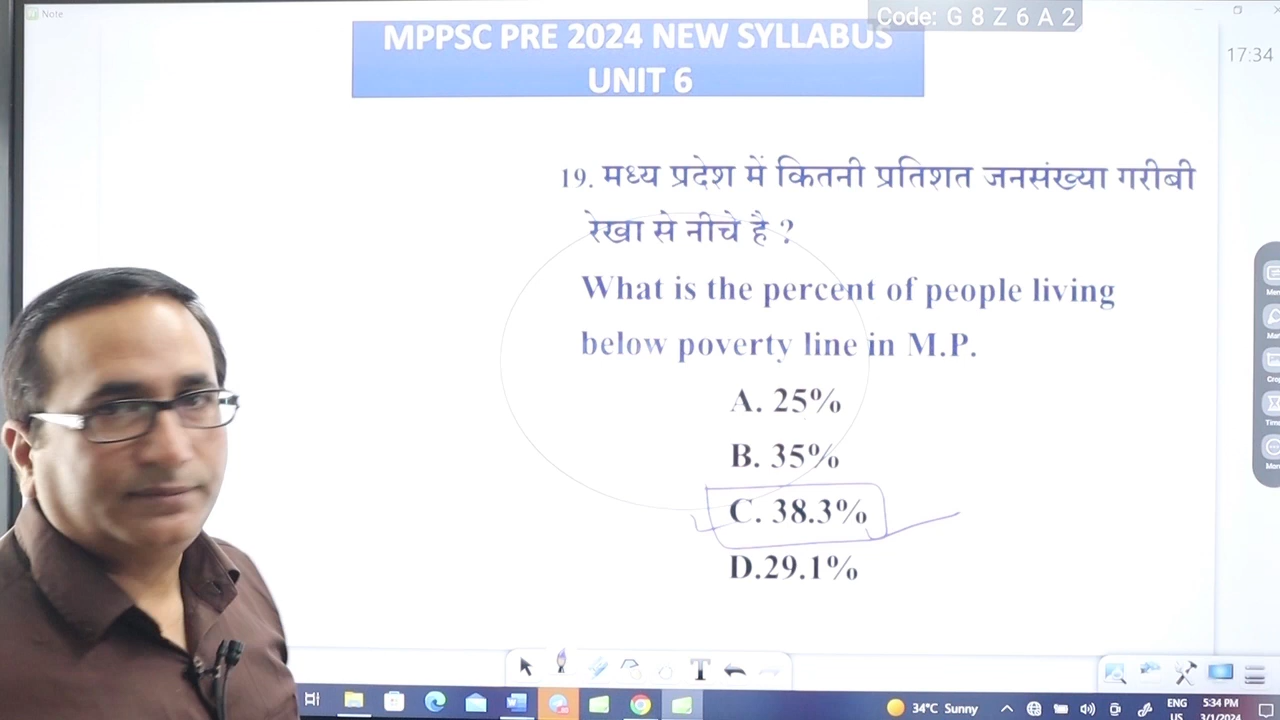 Note
Code: G 8 Z 6 A 2
MPPSC PRE 2024 NEW SYLLABUS
UNIT 6
17:34
19. मध्य प्रदेश में कितनी प्रतिशत जनसंख्या गरीबी
रेखा से नीचे है ?
What is the percent of people living
below poverty line in M.P.
A. 25%
B. 35%
C. 38.3%
D.29.1%
T
34°C Sunny
ENG
US
5:34 PM
3/1/2024